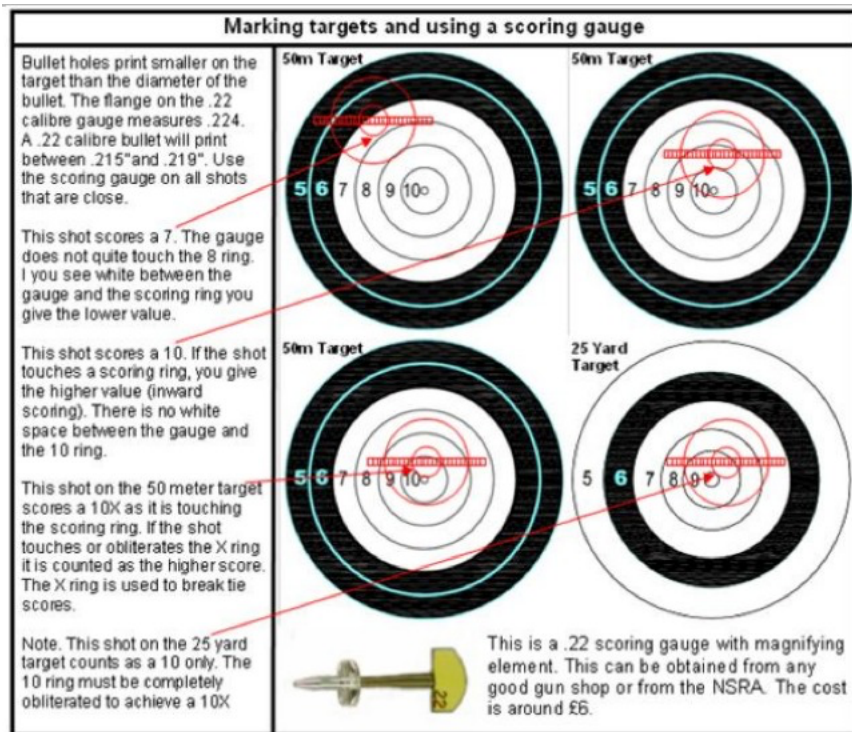 Marking targets and using a scoring gauge
Bullet holes print smaller on the
target than the diameter of the
bullet. The flange on the .22
calibre gauge measures .224.
A .22 calibre bullet will print
between .215"and .219". Use
the scoring gauge on all shots
that are close.
This shot scores a 7. The gauge
does not quite touch the 8 ring.
I you see white between the
gauge and the scoring ring you
give the lower value.
This shot scores a 10. If the shot
touches a scoring ring, you give
the higher value (inward
scoring). There is no white
space between the gauge and
the 10 ring.
This shot on the 50 meter target
scores a 10X as it is touching
the scoring ring. If the shot
touches or obliterates the X ring
it is counted as the higher score.
The X ring is used to break tie
scores.
Note. This shot on the 25 yard
target counts as a 10 only. The
10 ring must be completely
obliterated to achieve a 10X
50m Target
5 6 7 8 9 10
50m Target
5 6 7 8 9 10
50m Target
5 6 7 8 9 10
25 Yard
Target
5 6 7 8 9
.22
This is a .22 scoring gauge with magnifying
element. This can be obtained from any
good gun shop or from the NSRA. The cost
is around £6.